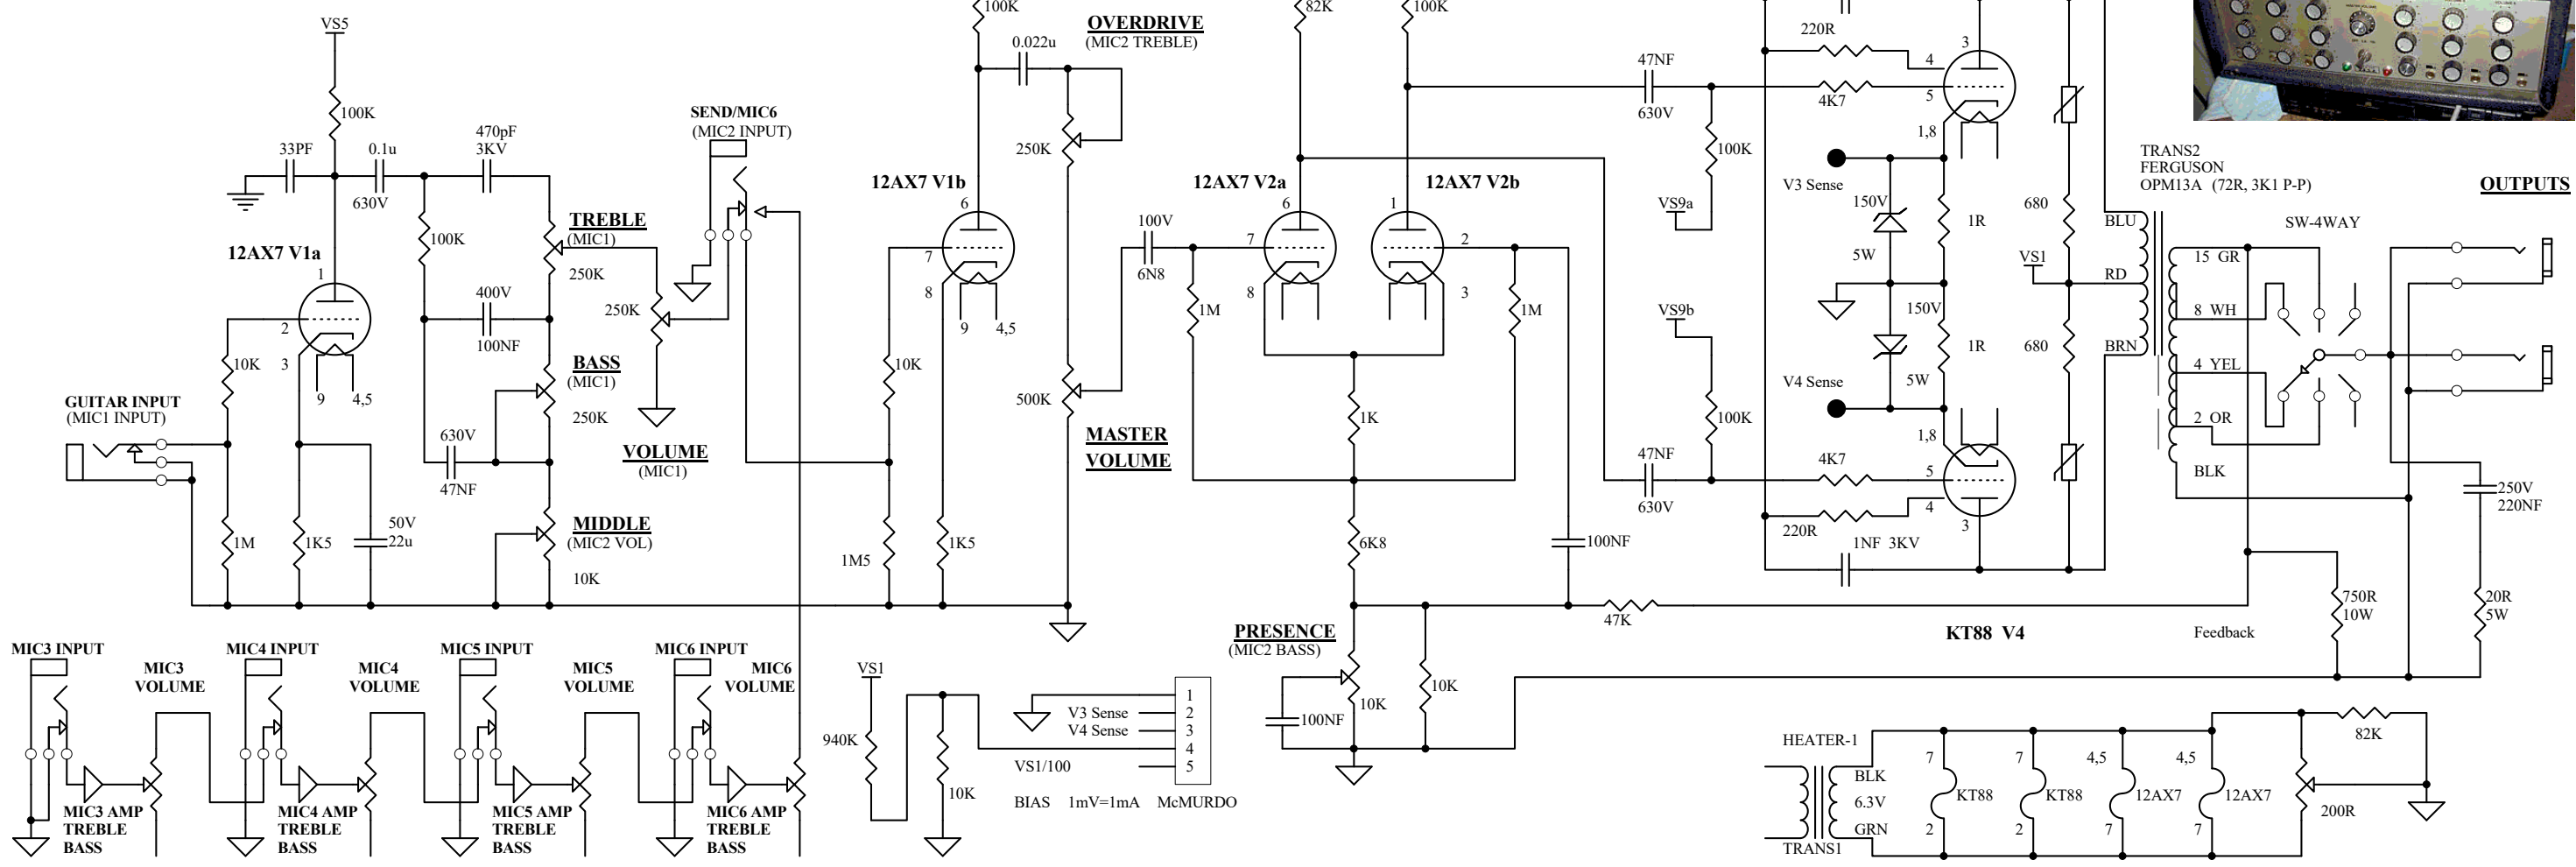 VS5
100K
33PF
0.1u
630V
470pF
3KV
100K
12AX7 V1a
1
2
3
9
4,5
10K
GUITAR INPUT
(MIC1 INPUT)
1M
1K5
50V
22u
400V
100NF
630V
47NF
TREBLE
(MIC1)
250K
BASS
(MIC1)
250K
MIDDLE
(MIC2 VOL)
10K
250K
VOLUME
(MIC1)
SEND/MIC6
(MIC2 INPUT)
100K
0.022u
OVERDRIVE
(MIC2 TREBLE)
250K
12AX7 V1b
6
7
8
9
4,5
10K
1M5
1K5
500K
MASTER
VOLUME
100V
6N8
82K
100K
12AX7 V2a
6
7
8
12AX7 V2b
1
2
3
1M
1M
1K
6K8
100NF
47K
PRESENCE
(MIC2 BASS)
100NF
10K
10K
47NF
630V
100K
VS9a
VS9b
100K
47NF
630V
220R
4K7
4
5
3
1,8
V3 Sense
150V
5W
1R
150V
5W
1R
V4 Sense
1,8
4K7
5
4
3
220R
1NF 3KV
KT88 V4
680
VS1
680
TRANS2
FERGUSON
OPM13A (72R, 3K1 P-P)
BLU
RD
BRN
15 GR
8 WH
4 YEL
2 OR
BLK
SW-4WAY
OUTPUTS
250V
220NF
750R
10W
20R
5W
Feedback
MIC3 INPUT
MIC3
VOLUME
MIC3 AMP
TREBLE
BASS
MIC4 INPUT
MIC4
VOLUME
MIC4 AMP
TREBLE
BASS
MIC5 INPUT
MIC5
VOLUME
MIC5 AMP
TREBLE
BASS
MIC6 INPUT
MIC6
VOLUME
MIC6 AMP
TREBLE
BASS
VS1
940K
10K
V3 Sense
V4 Sense
VS1/100
1
2
3
4
5
BIAS 1mV=1mA McMURDO
HEATER-1
BLK
6.3V
GRN
TRANS1
7
KT88
2
7
KT88
2
4,5
12AX7
7
4,5
12AX7
7
82K
200R